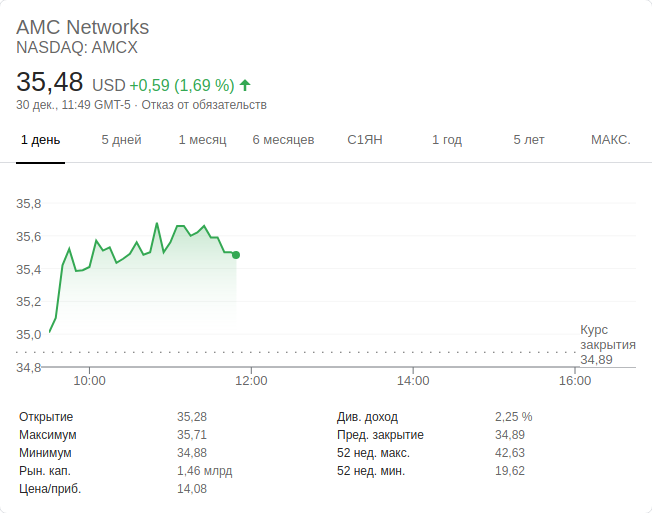 AMC Networks
NASDAQ: AMCX
35,48 USD +0,59 (1,69 %)
30 дек., 11:49 GMT-5 · Отказ от обязательств
1 день 5 дней 1 месяц 6 месяцев С1ЯН 1 год 5 лет МАКС.
35,8
35,6
35,4
35,2
35,0
34,8
Курс
закрытия
34,89
10:00 12:00 14:00 16:00
Открытие 35,28 Див. доход 2,25 %
Максимум 35,71 Пред. закрытие 34,89
Минимум 34,88 52 нед. макс. 42,63
Рын. кап. 1,46 млрд 52 нед. мин. 19,62
Цена/приб. 14,08